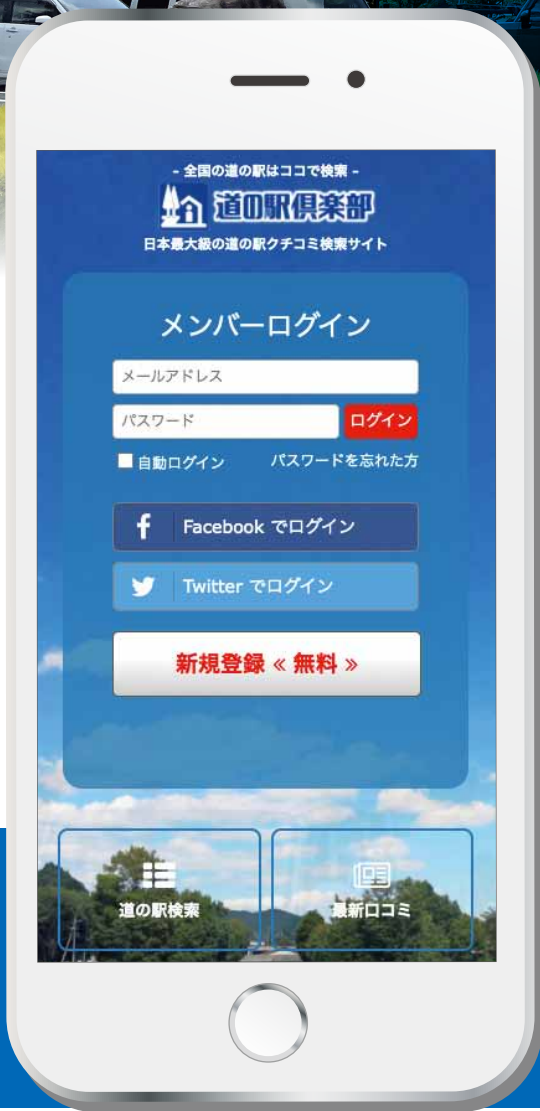 - 全国の道の駅はココで検索 -
道の駅倶楽部
日本最大級の道の駅クチコミ検索サイト
メンバーログイン
メールアドレス
パスワード
ログイン
自動ログイン
パスワードを忘れた方
f
Facebook でログイン
Twitter でログイン
新規登録 « 無料 »
道の駅検索
最新口コミ